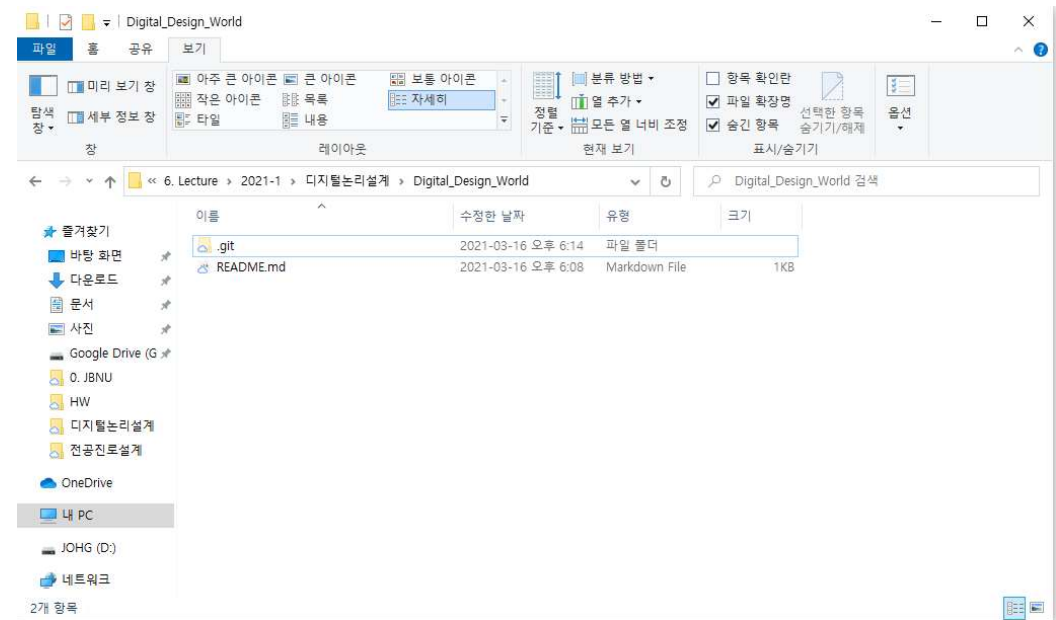 Digital_Design_World
파일 홈 공유 보기
미리 보기 창
세부 정보 창
탐색 창
아주 큰 아이콘 큰 아이콘 보통 아이콘
작은 아이콘 목록 자세히
타일 내용
정렬 기준
분류 방법
열 추가
모든 열 너비 조정
항목 확인란
파일 확장명
숨긴 항목
선택한 항목 숨기기/해제
옵션
창 레이아웃 현재 보기 표시/숨기기
« 6. Lecture › 2021-1 › 디지털논리설계 › Digital_Design_World
Digital_Design_World 검색
이름 수정한 날짜 유형 크기
.git 2021-03-16 오후 6:14 파일 폴더
README.md 2021-03-16 오후 6:08 Markdown File 1KB
즐겨찾기
바탕 화면
다운로드
문서
사진
Google Drive (G
0. JBNU
HW
디지털논리설계
전공진로설계
OneDrive
내 PC
JOHG (D:)
네트워크
2개 항목